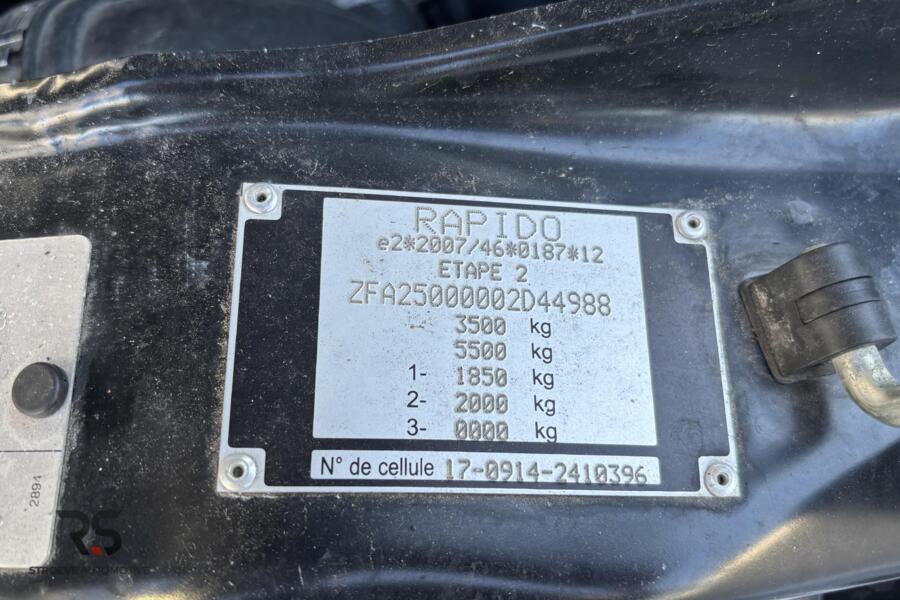 RAPIDO
e2*2007/46*0187*12
ETAPE 2
ZFA25000002D44988
3500 kg
5500 kg
1- 1850 kg
2- 2000 kg
3- 0000 kg
N° de cellule 17-0914-2410396
2894
RS